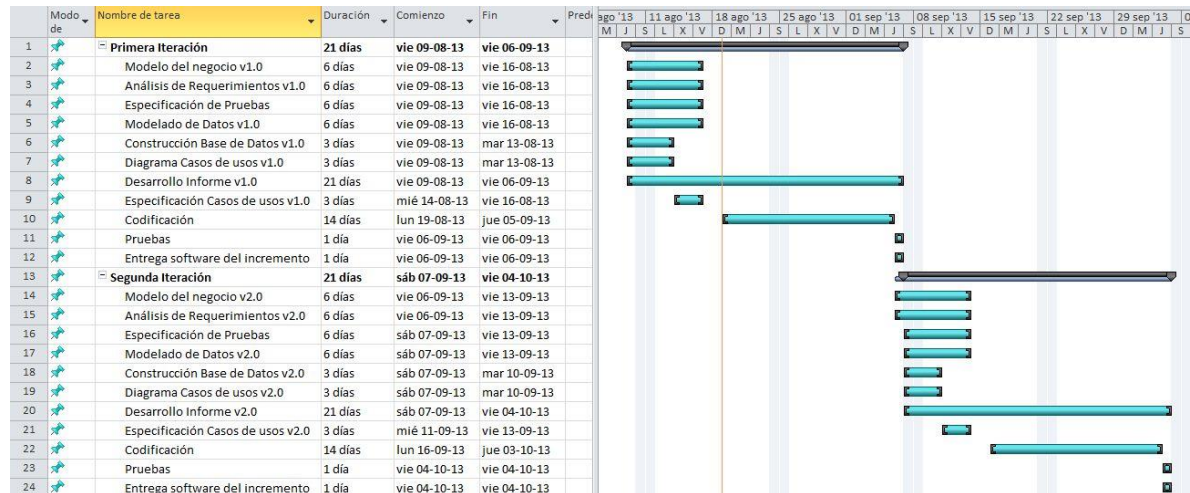 Modo de Nombre de tarea Duración Comienzo Fin Prede ago '13 11 ago '13 18 ago '13 25 ago '13 01 sep '13 08 sep '13 15 sep '13 22 sep '13 29 sep '13 0
M J S L X V D M J S L X V D M J S L X V D M J S L X V D M J S
1 Primera Iteración 21 días vie 09-08-13 vie 06-09-13
2 Modelo del negocio v1.0 6 días vie 09-08-13 vie 16-08-13
3 Análisis de Requerimientos v1.0 6 días vie 09-08-13 vie 16-08-13
4 Especificación de Pruebas 6 días vie 09-08-13 vie 16-08-13
5 Modelado de Datos v1.0 6 días vie 09-08-13 vie 16-08-13
6 Construcción Base de Datos v1.0 3 días vie 09-08-13 mar 13-08-13
7 Diagrama Casos de usos v1.0 3 días vie 09-08-13 mar 13-08-13
8 Desarrollo Informe v1.0 21 días vie 09-08-13 vie 06-09-13
9 Especificación Casos de usos v1.0 3 días mié 14-08-13 vie 16-08-13
10 Codificación 14 días lun 19-08-13 jue 05-09-13
11 Pruebas 1 día vie 06-09-13 vie 06-09-13
12 Entrega software del incremento 1 día vie 06-09-13 vie 06-09-13
13 Segunda Iteración 21 días sáb 07-09-13 vie 04-10-13
14 Modelo del negocio v2.0 6 días vie 06-09-13 vie 13-09-13
15 Análisis de Requerimientos v2.0 6 días vie 06-09-13 vie 13-09-13
16 Especificación de Pruebas 6 días sáb 07-09-13 vie 13-09-13
17 Modelado de Datos v2.0 6 días sáb 07-09-13 vie 13-09-13
18 Construcción Base de Datos v2.0 3 días sáb 07-09-13 mar 10-09-13
19 Diagrama Casos de usos v2.0 3 días sáb 07-09-13 mar 10-09-13
20 Desarrollo Informe v2.0 21 días sáb 07-09-13 vie 04-10-13
21 Especificación Casos de usos v2.0 3 días mié 11-09-13 vie 13-09-13
22 Codificación 14 días lun 16-09-13 jue 03-10-13
23 Pruebas 1 día vie 04-10-13 vie 04-10-13
24 Entrega software del incremento 1 día vie 04-10-13 vie 04-10-13